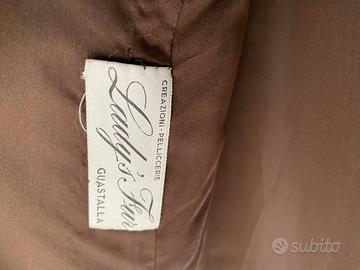 CREAZIONI - PELLICCERIE
Lady's Fur
GUASTALLA
subito